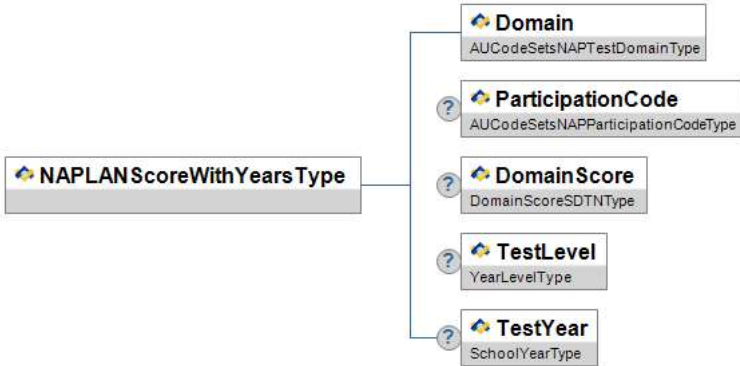 Domain
AUCodeSetsNAPTestDomainType
?
ParticipationCode
AUCodeSetsNAPParticipationCodeType
NAPLANScoreWithYearsType
?
DomainScore
DomainScoreSDTNType
?
TestLevel
YearLevelType
?
TestYear
SchoolYearType